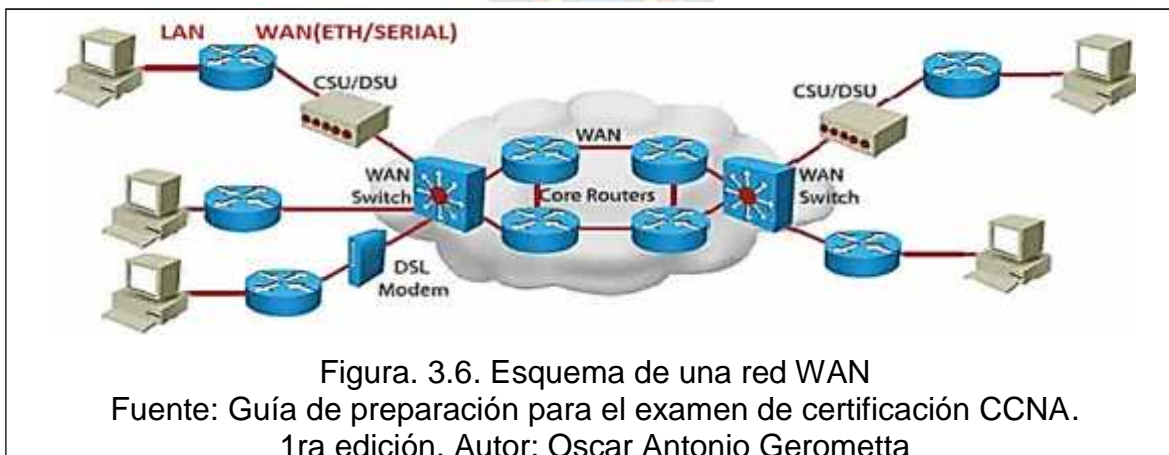 LAN WAN(ETH/SERIAL)
CSU/DSU
CSU/DSU
WAN
WAN
Switch
Core Routers
WAN
Switch
DSL
Modem
Figura. 3.6. Esquema de una red WAN
Fuente: Guía de preparación para el examen de certificación CCNA.
1ra edición. Autor: Oscar Antonio Gerometta